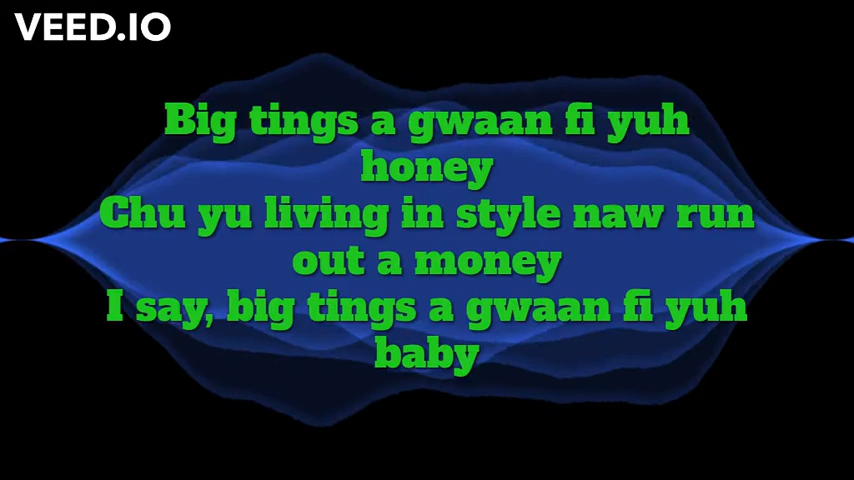 VEED.IO
Big tings a gwaan fi yuh
honey
Chu yu living in style naw run
out a money
I say, big tings a gwaan fi yuh
baby